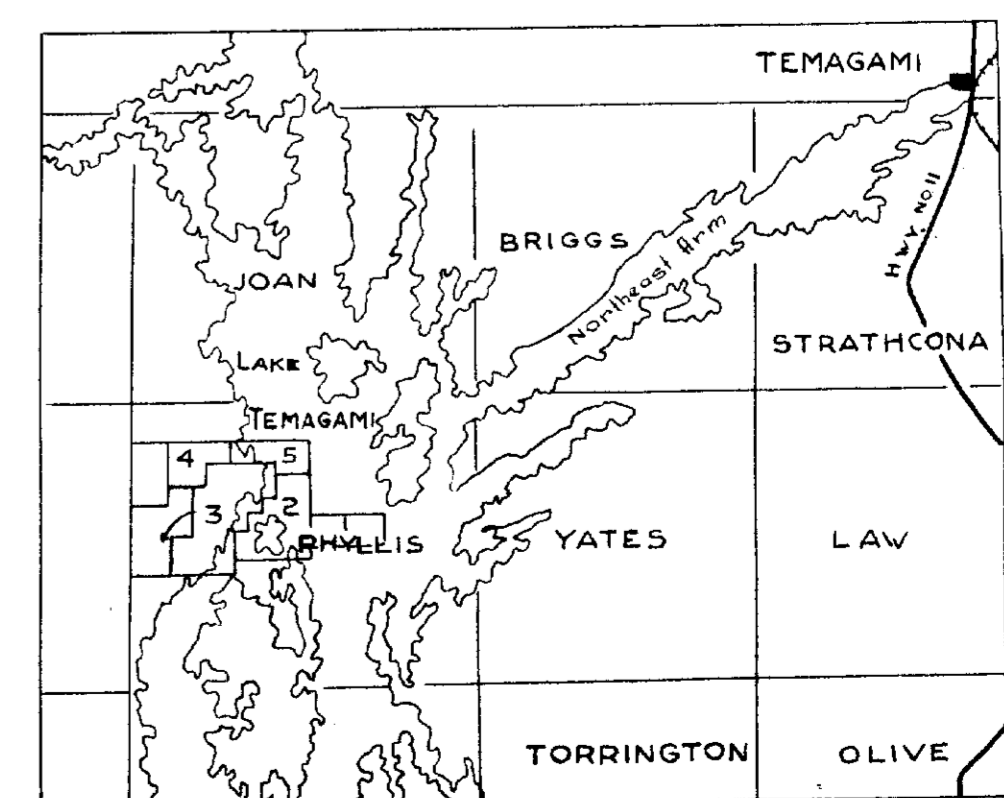 TEMAGAMI
HWY. NO 11
BRIGGS
Northeast Arm
JOAN
STRATHCONA
LAKE
TEMAGAMI
4
5
3
2
PHYLLIS
YATES
LAW
TORRINGTON
OLIVE